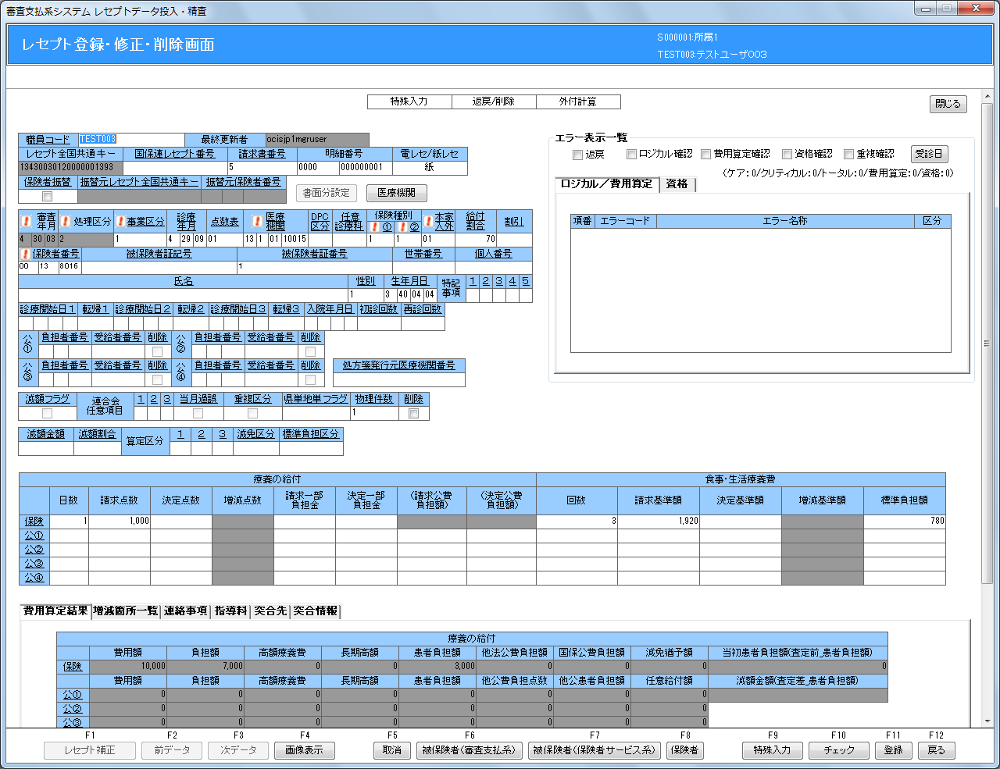 審査支払系システム レセプトデータ投入・精査
レセプト登録・修正・削除画面
S000001:所属1
TEST003:テストユーザ003
特殊入力 返戻/削除 外付計算
閉じる
職員コード TEST003 最終更新者 ocisjp1mgruser
レセプト全国共通キー 国保連レセプト番号 請求書番号 明細番号 電レセ/紙レセ
13430030120000001393 5 0000 000000001 紙
保険者振替 振替元レセプト全国共通キー 振替元保険者番号
書面分設定 医療機関
審査年月 処理区分 事業区分 診療年月 点数表 医療機関 DPC区分 任意診療科 保険種別 ① ② 本家入外 給付割合 割引
4 30 03 2 1 4 29 09 01 13 1 01 10015 1 1 01 70
保険者番号 被保険者証記号 被保険者証番号 世帯番号 個人番号
00 13 8016 1
氏名 性別 生年月日 特記事項 1 2 3 4 5
1 3 40 04 04
診療開始日1 転帰1 診療開始日2 転帰2 診療開始日3 転帰3 入院年月日 初診回数 再診回数
公① 負担者番号 受給者番号 削除 公② 負担者番号 受給者番号 削除
公③ 負担者番号 受給者番号 削除 公④ 負担者番号 受給者番号 削除
処方箋発行元医療機関番号
減額フラグ 連合会任意項目 1 2 3 当月過誤 重複区分 県単地単フラグ 物理件数 削除
1
減額金額 減額割合 算定区分 1 2 3 減免区分 標準負担区分
エラー表示一覧
返戻 ロジカル確認 費用算定確認 資格確認 重複確認 受診日
(ケア:0/クリティカル:0/トータル:0/費用算定:0/資格:0)
ロジカル/費用算定 資格
項番 エラーコード エラー名称 区分
療養の給付 食事・生活療養費
日数 請求点数 決定点数 増減点数 請求一部負担金 決定一部負担金 (請求公費負担額) (決定公費負担額) 回数 請求基準額 決定基準額 増減基準額 標準負担額
保険 1 1,000 3 1,920 780
公①
公②
公③
公④
費用算定結果 増減箇所一覧 連絡事項 指導料 突合先 突合情報
療養の給付
費用額 負担額 高額療養費 長期高額 患者負担額 他法公費負担額 国保公費負担額 減免猶予額 当初患者負担額(査定前_患者負担額)
保険 10,000 7,000 0 0 3,000 0 0 0 0
費用額 負担額 高額療養費 長期高額 患者負担額 他公費負担点数 他公患者負担額 任意給付額 減額金額(査定差_患者負担額)
公① 0 0 0 0 0 0 0 0
公② 0 0 0 0 0 0 0 0
公③ 0 0 0 0 0 0 0 0
F1 F2 F3 F4 F5 F6 F7 F8 F9 F10 F11 F12
レセプト補正 前データ 次データ 画像表示 取消 被保険者(審査支払系) 被保険者(保険者サービス系) 保険者 特殊入力 チェック 登録 戻る